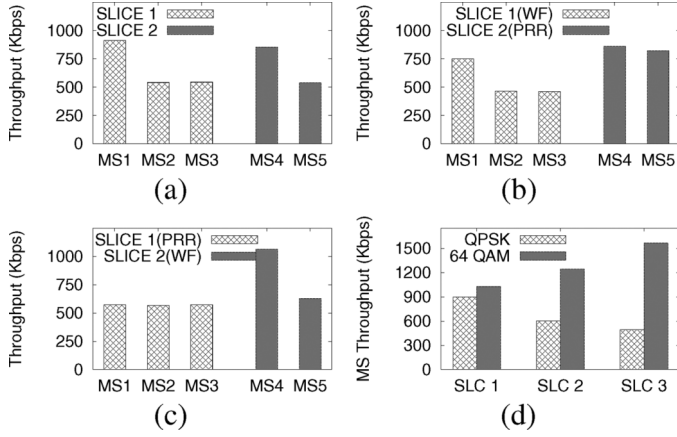 SLICE 1
SLICE 2
Throughput (Kbps)
1000
750
500
250
0
MS1 MS2 MS3 MS4 MS5
(a)
SLICE 1(WF)
SLICE 2(PRR)
Throughput (Kbps)
1000
750
500
250
0
MS1 MS2 MS3 MS4 MS5
(b)
SLICE 1(PRR)
SLICE 2(WF)
Throughput (Kbps)
1000
750
500
250
0
MS1 MS2 MS3 MS4 MS5
(c)
QPSK
64 QAM
MS Throughput (Kbps)
1500
1200
900
600
300
0
SLC 1 SLC 2 SLC 3
(d)